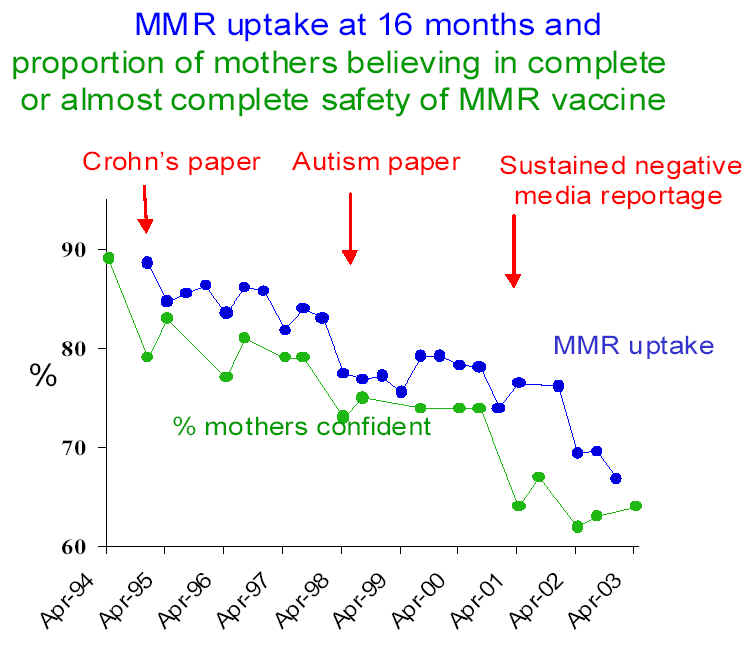 MMR uptake at 16 months and
proportion of mothers believing in complete
or almost complete safety of MMR vaccine
Crohn's paper
Autism paper
Sustained negative
media reportage
90
80
%
70
60
MMR uptake
% mothers confident
Apr-94
Apr-95
Apr-96
Apr-97
Apr-98
Apr-99
Apr-00
Apr-01
Apr-02
Apr-03